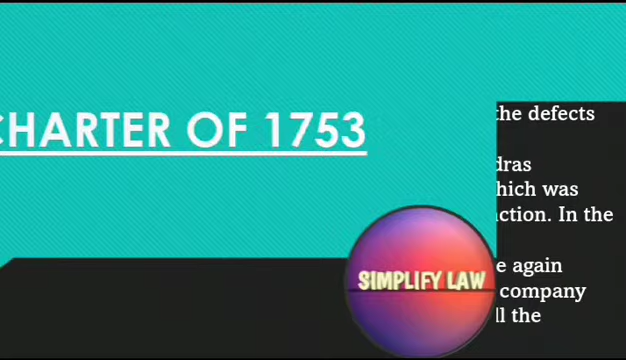 CHARTER OF 1753
the defects
dras
hich was
ction. In the
e again
company
ll the
SIMPLIFY LAW